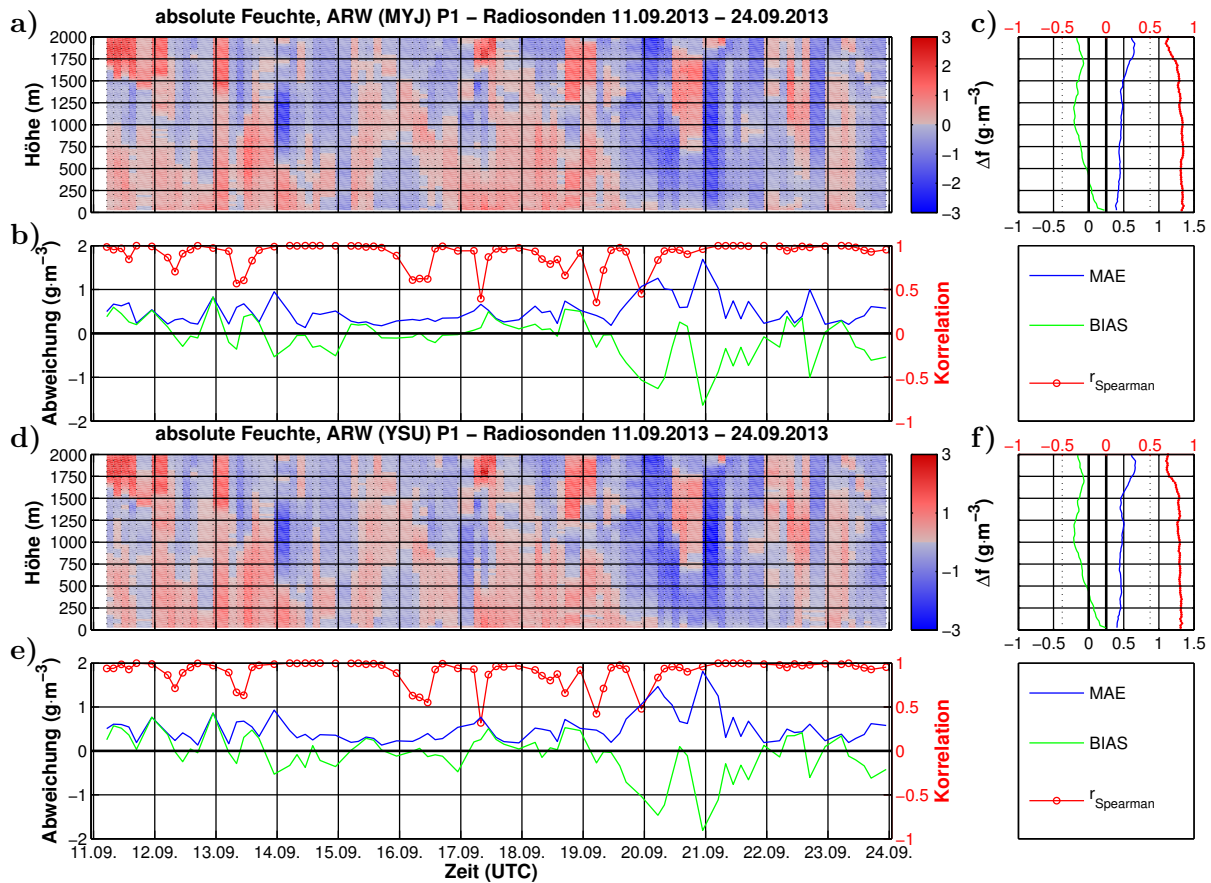 a)
absolute Feuchte, ARW (MYJ) P1 − Radiosonden 11.09.2013 − 24.09.2013
Höhe (m)
2000
1750
1500
1250
1000
750
500
250
0
3
2
1
0
−1
−2
−3
Δf (g·m⁻³)
c)
−1 −0.5 0 0.5 1
−1 −0.5 0 0.5 1 1.5
b)
Abweichung (g·m⁻³)
2
1
0
−1
−2
1
0.5
0
−0.5
−1
Korrelation
MAE
BIAS
r_Spearman
d)
absolute Feuchte, ARW (YSU) P1 − Radiosonden 11.09.2013 − 24.09.2013
Höhe (m)
2000
1750
1500
1250
1000
750
500
250
0
3
2
1
0
−1
−2
−3
Δf (g·m⁻³)
f)
−1 −0.5 0 0.5 1
−1 −0.5 0 0.5 1 1.5
e)
Abweichung (g·m⁻³)
2
1
0
−1
−2
1
0.5
0
−0.5
−1
Korrelation
11.09. 12.09. 13.09. 14.09. 15.09. 16.09. 17.09. 18.09. 19.09. 20.09. 21.09. 22.09. 23.09. 24.09.
Zeit (UTC)
MAE
BIAS
r_Spearman